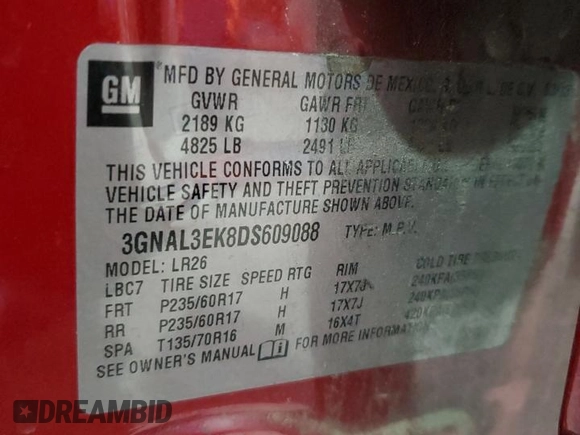 GM
MFD BY GENERAL MOTORS DE MEXICO,
GVWR GAWR FRT
2189 KG 1130 KG
4825 LB 2491
THIS VEHICLE CONFORMS TO ALL APPLICABLE
VEHICLE SAFETY AND THEFT PREVENTION STANDARDS IN EFFECT ON
THE DATE OF MANUFACTURE SHOWN ABOVE.
3GNAL3EK8DS609088 TYPE: M.P.V.
MODEL: LR26
LBC7 TIRE SIZE SPEED RTG RIM COLD TIRE
FRT P235/60R17 H 17X7J 240KPA
RR P235/60R17 H 17X7J 240KPA
SPA T135/70R16 M 16X4T
SEE OWNER'S MANUAL FOR MORE INFORMATION
DREAMBID